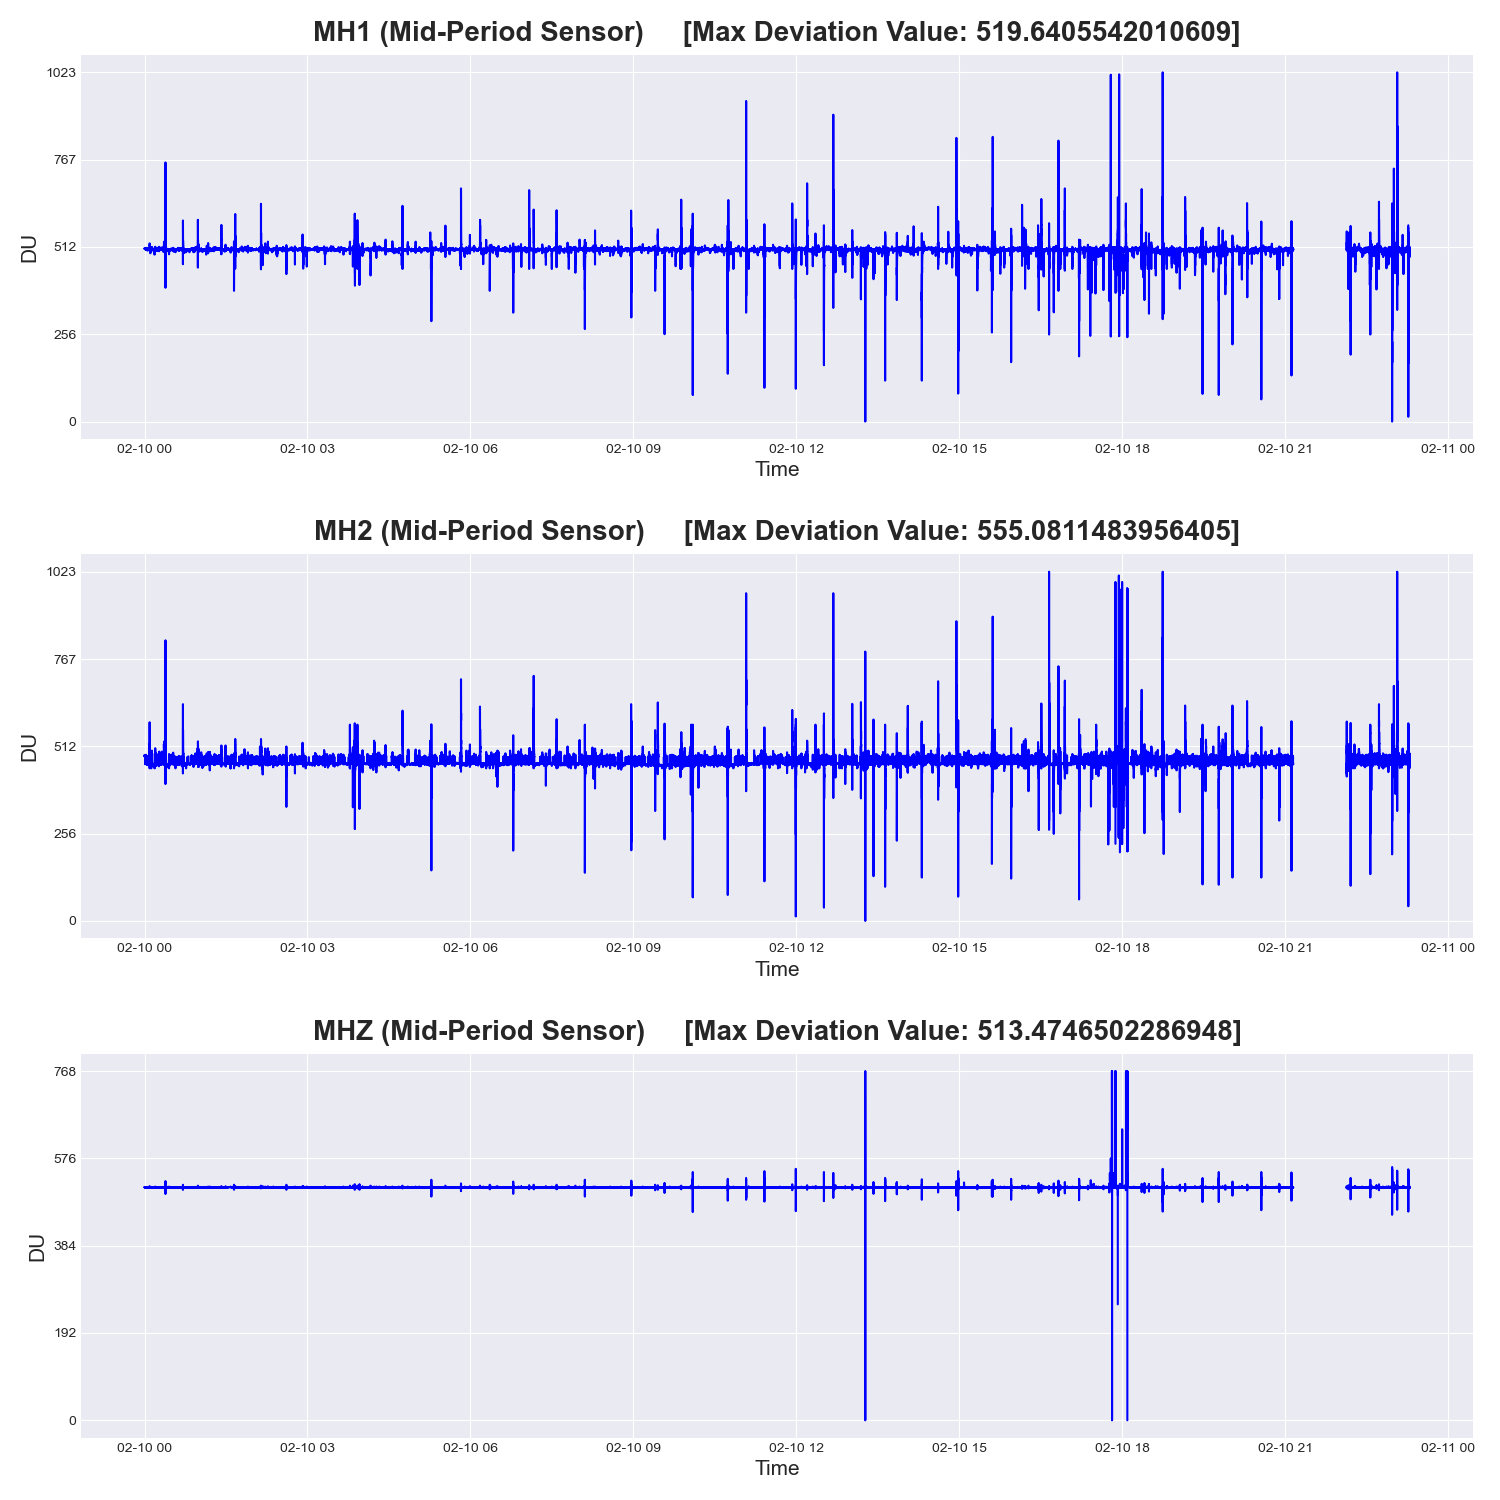 MH1 (Mid-Period Sensor) [Max Deviation Value: 519.6405542010609]
1023
767
512
256
0
DU
02-10 00 02-10 03 02-10 06 02-10 09 02-10 12 02-10 15 02-10 18 02-10 21 02-11 00
Time
MH2 (Mid-Period Sensor) [Max Deviation Value: 555.0811483956405]
1023
767
512
256
0
DU
02-10 00 02-10 03 02-10 06 02-10 09 02-10 12 02-10 15 02-10 18 02-10 21 02-11 00
Time
MHZ (Mid-Period Sensor) [Max Deviation Value: 513.4746502286948]
768
576
384
192
0
DU
02-10 00 02-10 03 02-10 06 02-10 09 02-10 12 02-10 15 02-10 18 02-10 21 02-11 00
Time